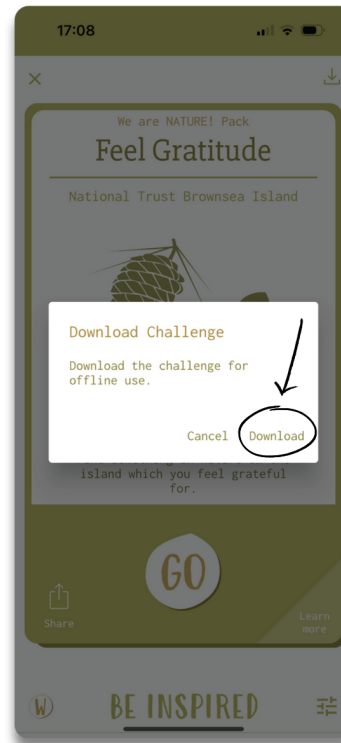 17:08
We are NATURE! Pack
Feel Gratitude
National Trust Brownsea Island
Download Challenge
Download the challenge for
offline use.
Cancel Download
island which you feel grateful
for.
GO
Share
Learn
more
W
BE INSPIRED